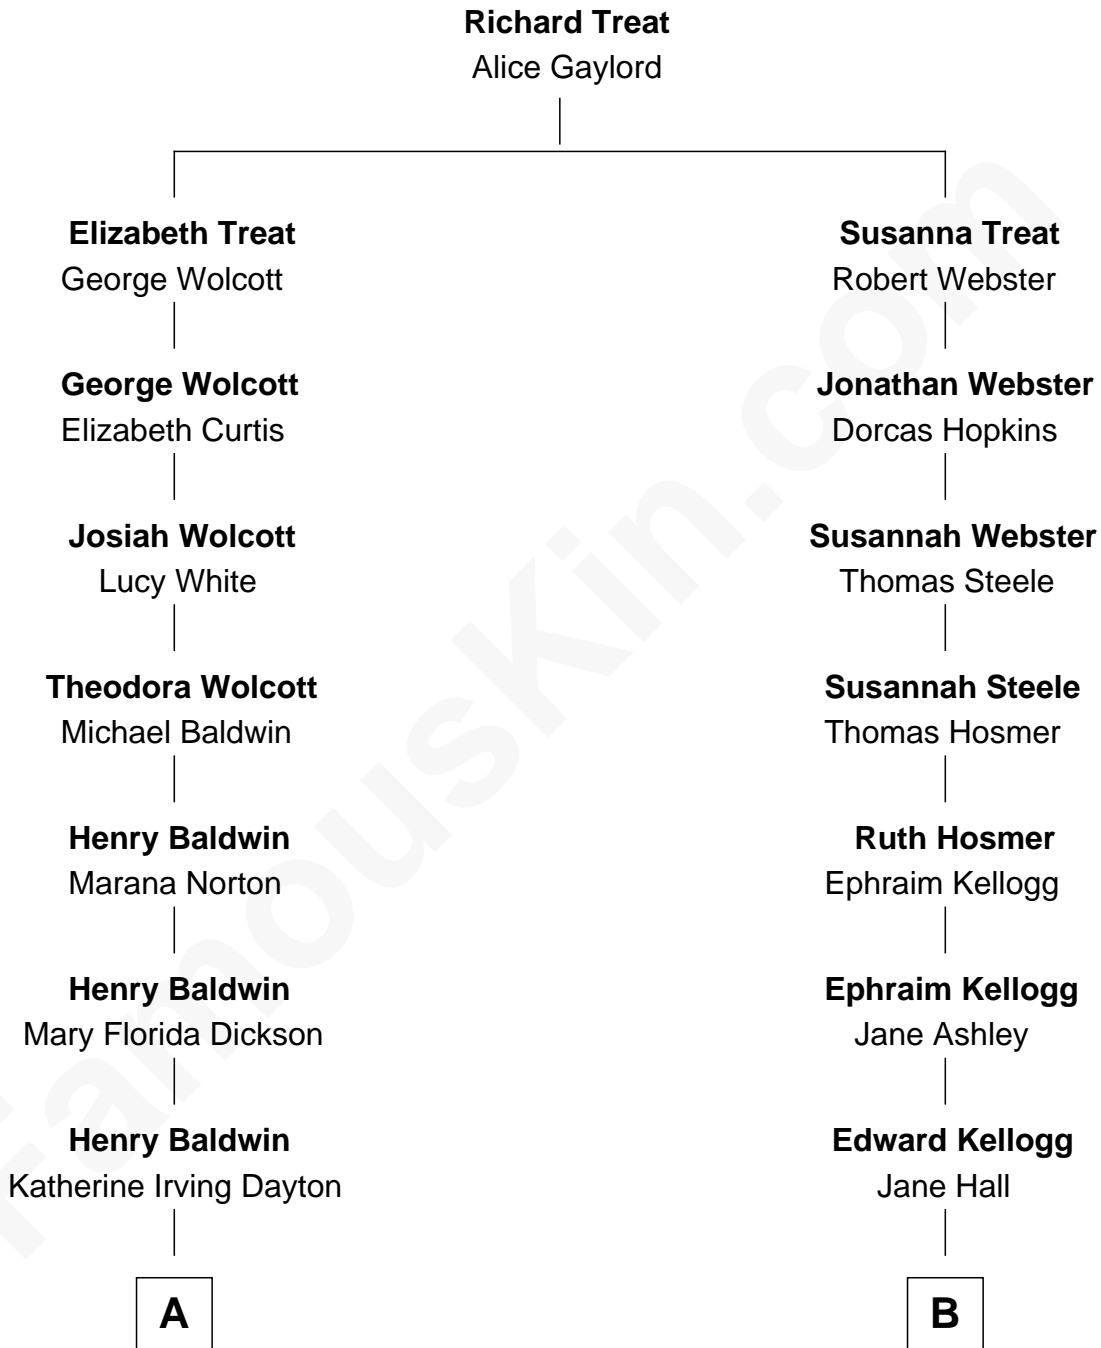 Richard Treat
Alice Gaylord
Elizabeth Treat
George Wolcott
Susanna Treat
Robert Webster
George Wolcott
Elizabeth Curtis
Jonathan Webster
Dorcas Hopkins
Josiah Wolcott
Lucy White
Susannah Webster
Thomas Steele
Theodora Wolcott
Michael Baldwin
Susannah Steele
Thomas Hosmer
Henry Baldwin
Marana Norton
Ruth Hosmer
Ephraim Kellogg
Henry Baldwin
Mary Florida Dickson
Ephraim Kellogg
Jane Ashley
Henry Baldwin
Katherine Irving Dayton
Edward Kellogg
Jane Hall
A
B
FamousKin.com